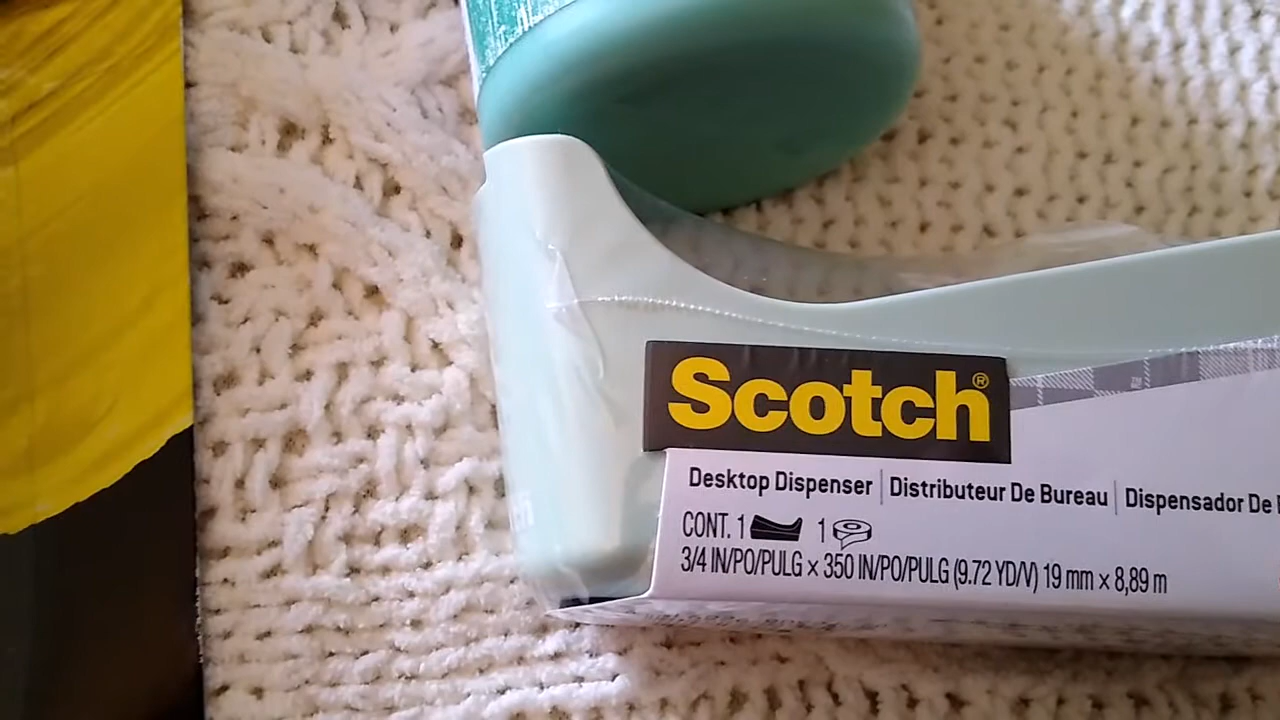 Scotch®
Desktop Dispenser | Distributeur De Bureau | Dispensador De
CONT. 1 1
3/4 IN/PO/PULG x 350 IN/PO/PULG (9.72 YD/V) 19 mm x 8,89 m